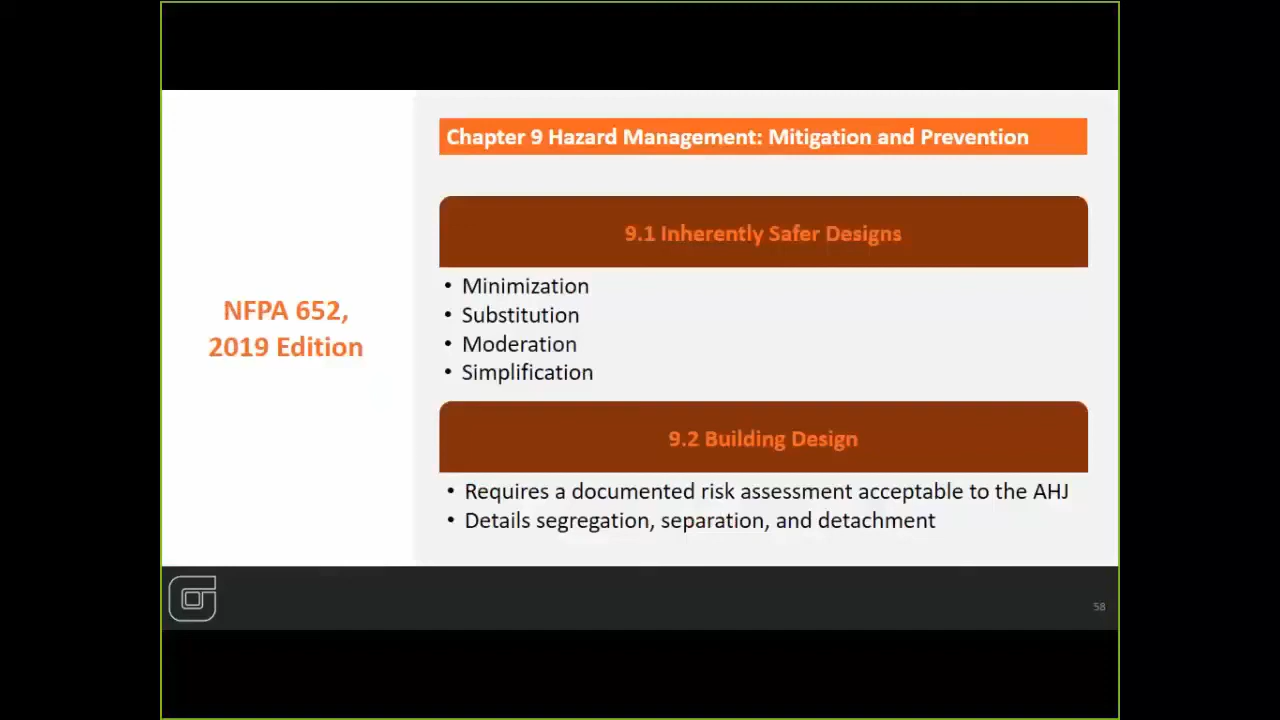 Chapter 9 Hazard Management: Mitigation and Prevention
9.1 Inherently Safer Designs
• Minimization
• Substitution
• Moderation
• Simplification
NFPA 652,
2019 Edition
9.2 Building Design
• Requires a documented risk assessment acceptable to the AHJ
• Details segregation, separation, and detachment
58